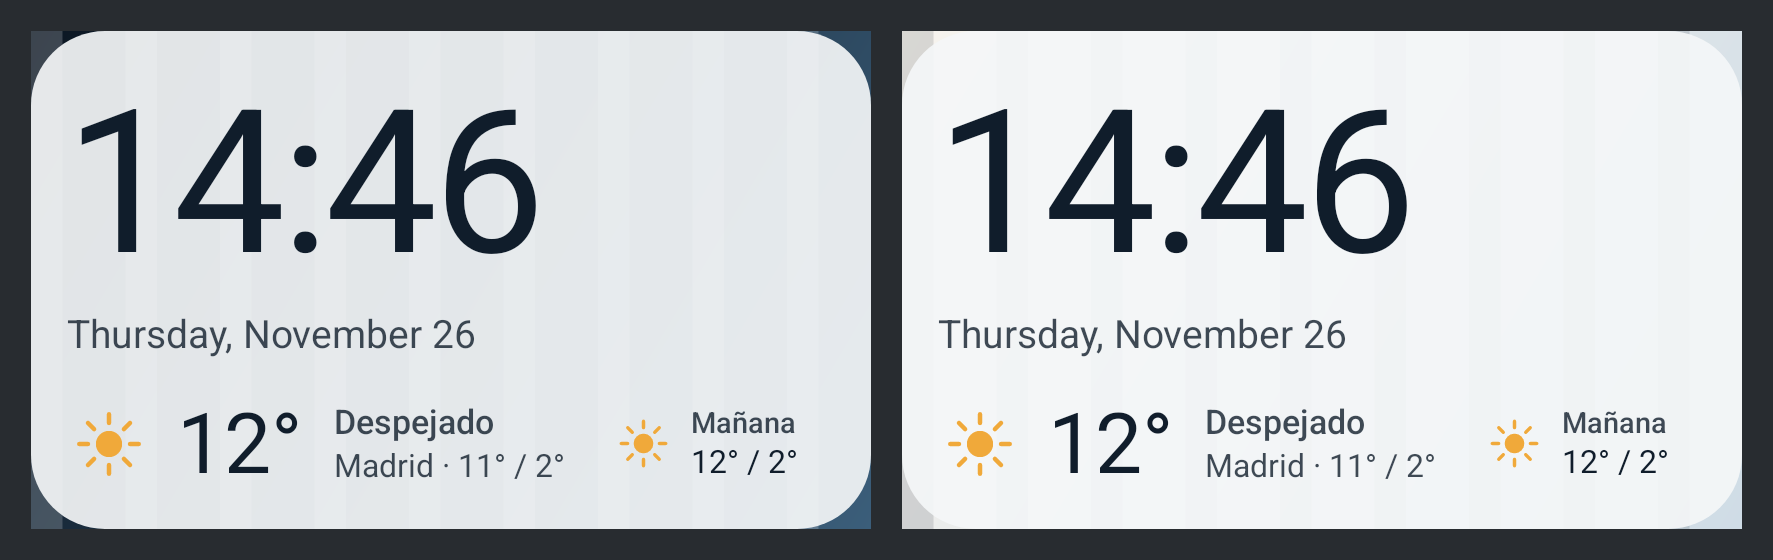 14:46
Thursday, November 26
12°
Despejado
Madrid · 11° / 2°
Mañana
12° / 2°
14:46
Thursday, November 26
12°
Despejado
Madrid · 11° / 2°
Mañana
12° / 2°